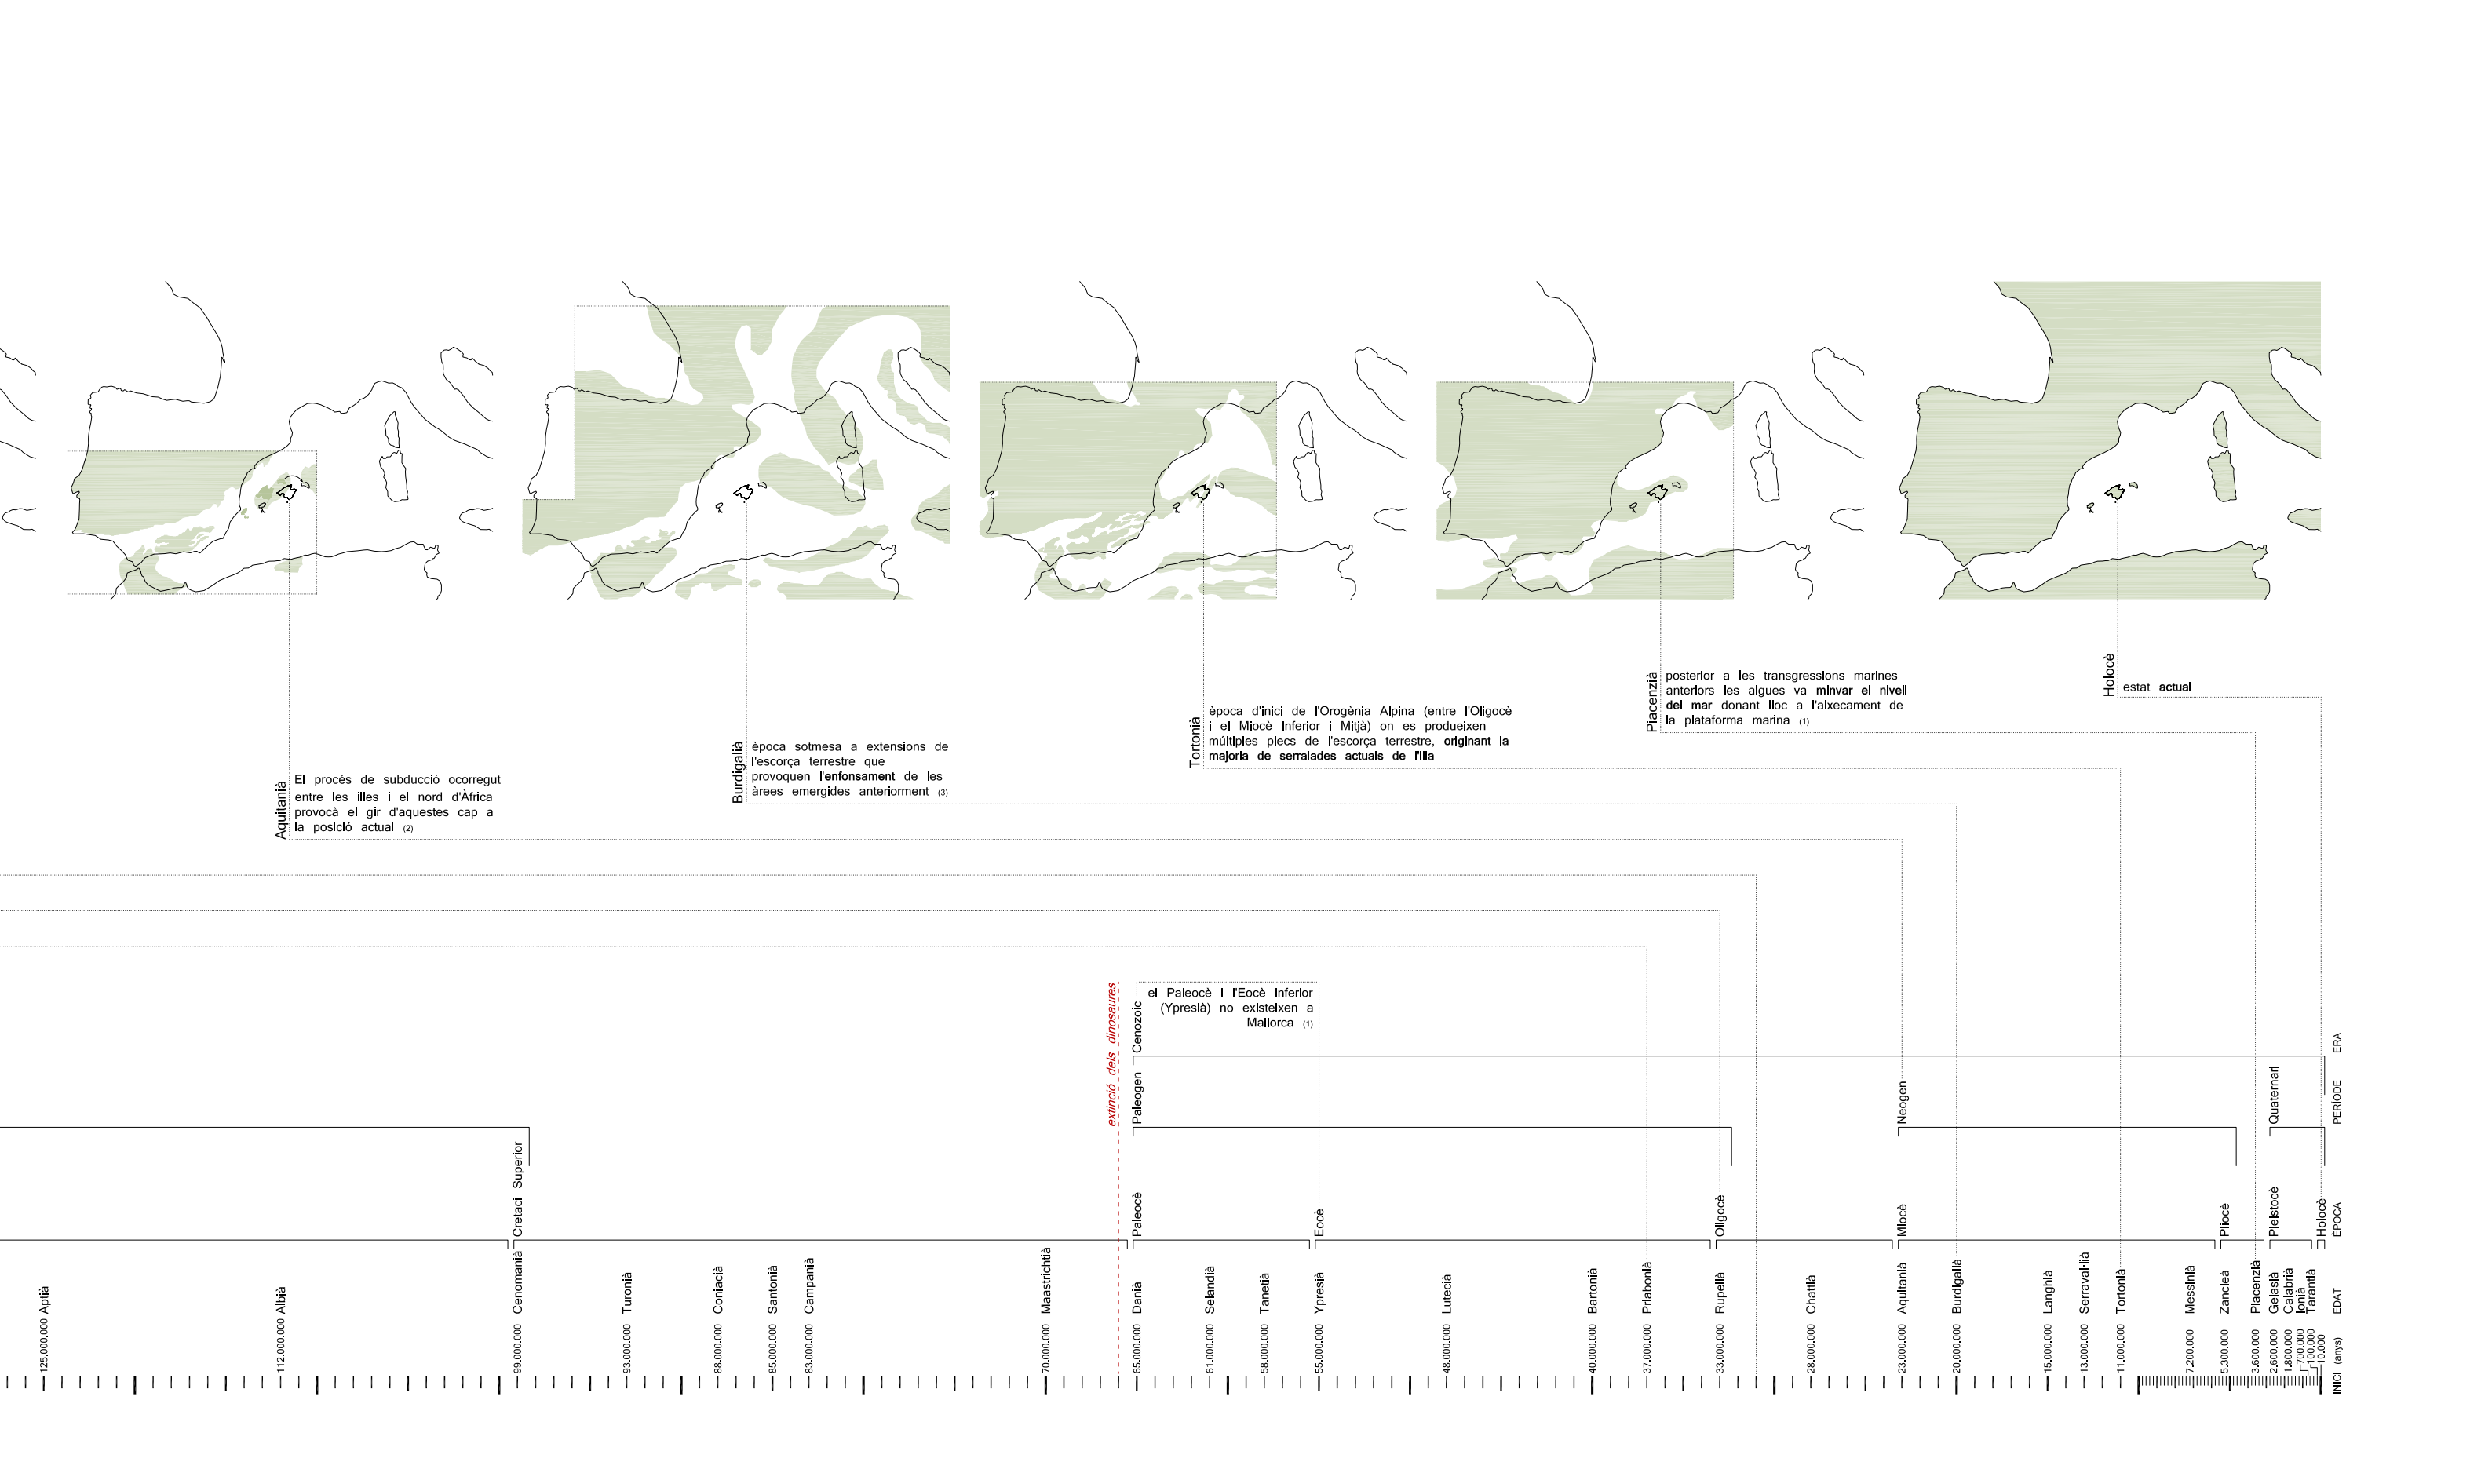 Aquitanià
El procés de subducció ocorregut
entre les illes i el nord d'Àfrica
provocà el gir d'aquestes cap a
la posició actual (2)
Burdigalià
època sotmesa a extensions de
l'escorça terrestre que
provoquen l'enfonsament de les
àrees emergides anteriorment (3)
Tortonià
època d'inici de l'Orogènia Alpina (entre l'Oligocè
i el Miocè Inferior i Mitjà) on es produeixen
múltiples plecs de l'escorça terrestre, originant la
majoria de serralades actuals de l'illa
Piacenzià
posterior a les transgressions marines
anteriors les aigues va minvar el nivell
del mar donant lloc a l'aixecament de
la plataforma marina (1)
Holocè
estat actual
extinció dels dinosaures
el Paleocè i l'Eocè inferior
(Ypresià) no existeixen a
Mallorca (1)
Cenozoic
ERA
Paleogen
Neogen
Quaternari
PERÍODE
Cretaci Superior
Paleocè
Eocè
Oligocè
Miocè
Pliocè
Pleistocè
Holocè
ÈPOCA
125.000.000 Aptià
112.000.000 Albià
99.000.000 Cenomanià
93.000.000 Turonià
88.000.000 Coniacià
85.000.000 Santonià
83.000.000 Campanià
70.000.000 Maastrichtià
65.000.000 Danià
61.000.000 Selandià
58.000.000 Tanetià
55.000.000 Ypresià
48.000.000 Lutecià
40.000.000 Bartonià
37.000.000 Priabonià
33.000.000 Rupelià
28.000.000 Chattià
23.000.000 Aquitanià
20.000.000 Burdigalià
15.000.000 Langhià
13.000.000 Serraval·lià
11.000.000 Tortonià
7.200.000 Messinià
5.300.000 Zancleà
3.600.000 Placenzià
2.600.000 Gelasià
1.800.000 Calabrià
700.000 Ionià
100.000 Tarantià
10.000
INICI (anys) EDAT